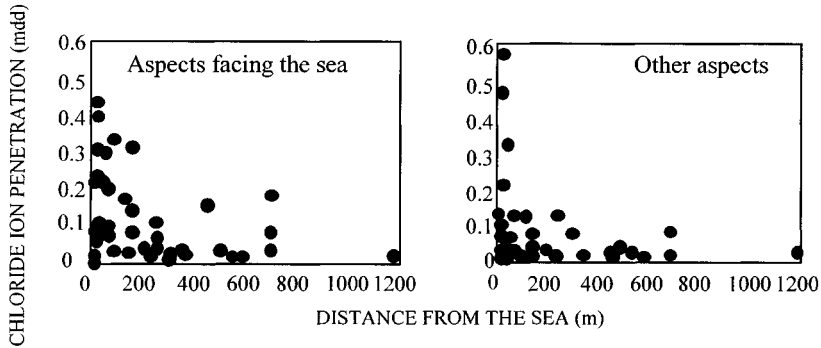 CHLORIDE ION PENETRATION (mdd)
0.6
0.5
0.4
0.3
0.2
0.1
0
Aspects facing the sea
0 200 400 600 800 1000 1200
0.6
0.5
0.4
0.3
0.2
0.1
0
Other aspects
0 200 400 600 800 1000 1200
DISTANCE FROM THE SEA (m)